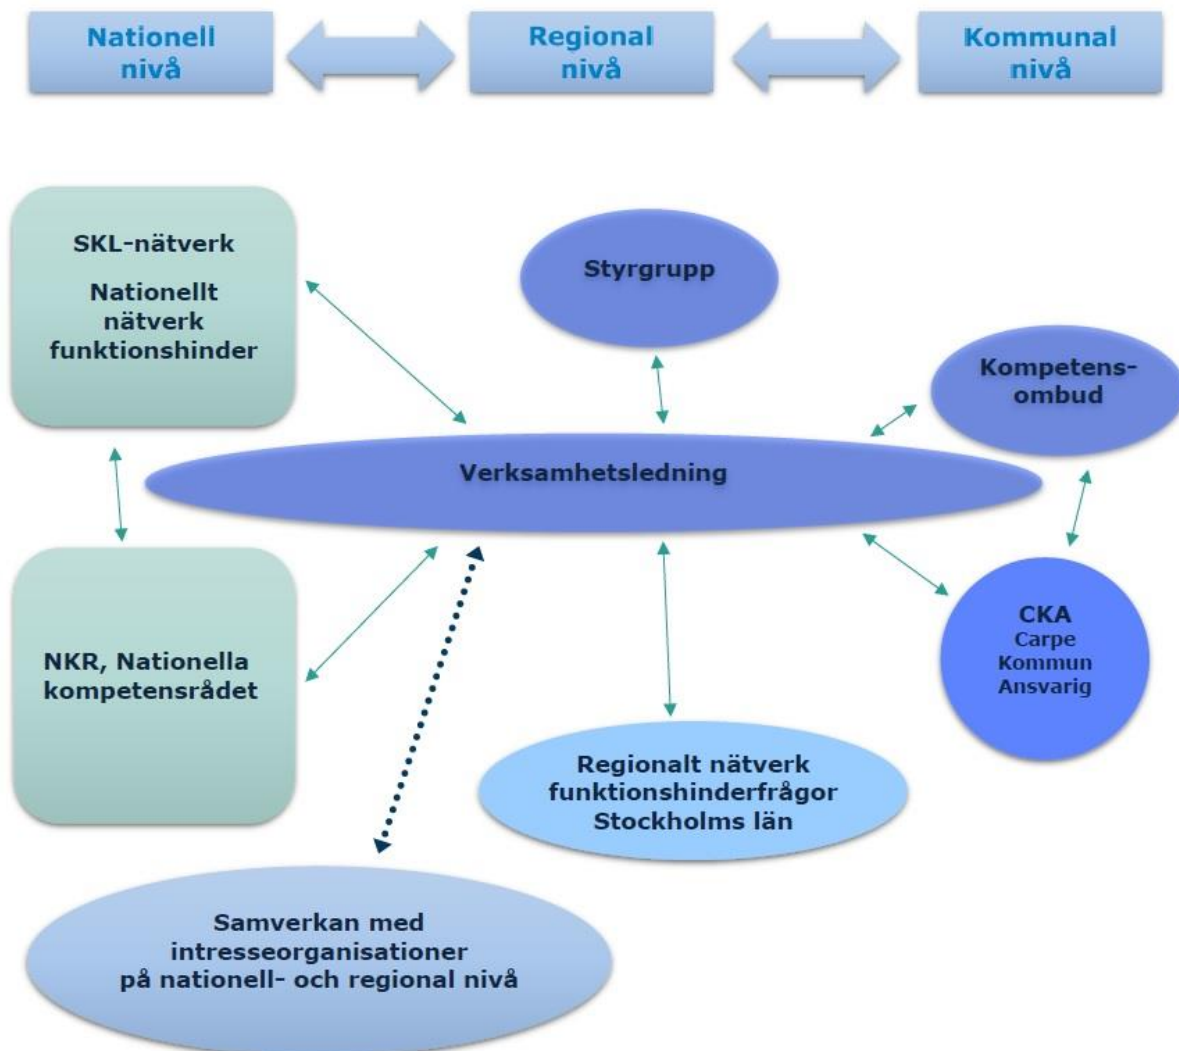 Nationell
nivå
Regional
nivå
Kommunal
nivå
SKL-nätverk
Nationellt
nätverk
funktionshinder
Styrgrupp
Kompetens-
ombud
Verksamhetsledning
NKR, Nationella
kompetensrådet
CKA
Carpe
Kommun
Ansvarig
Regionalt nätverk
funktionshinderfrågor
Stockholms län
Samverkan med
intresseorganisationer
på nationell- och regional nivå